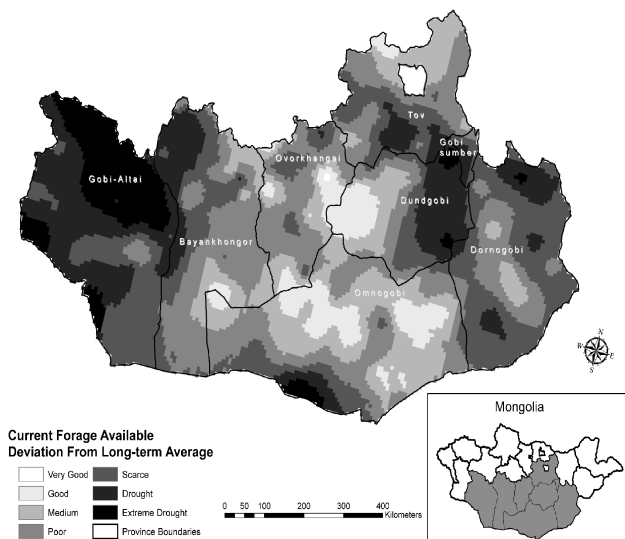 Tov
Gobi
sumber
Ovorkhangai
Gobi-Altai
Dundgobi
Bayankhongor
Dornogobi
Omnogobi
N
W
E
S
Mongolia
Current Forage Available
Deviation From Long-term Average
Very Good
Good
Medium
Poor
Scarce
Drought
Extreme Drought
Province Boundaries
0 50 100 200 300 400
Kilometers